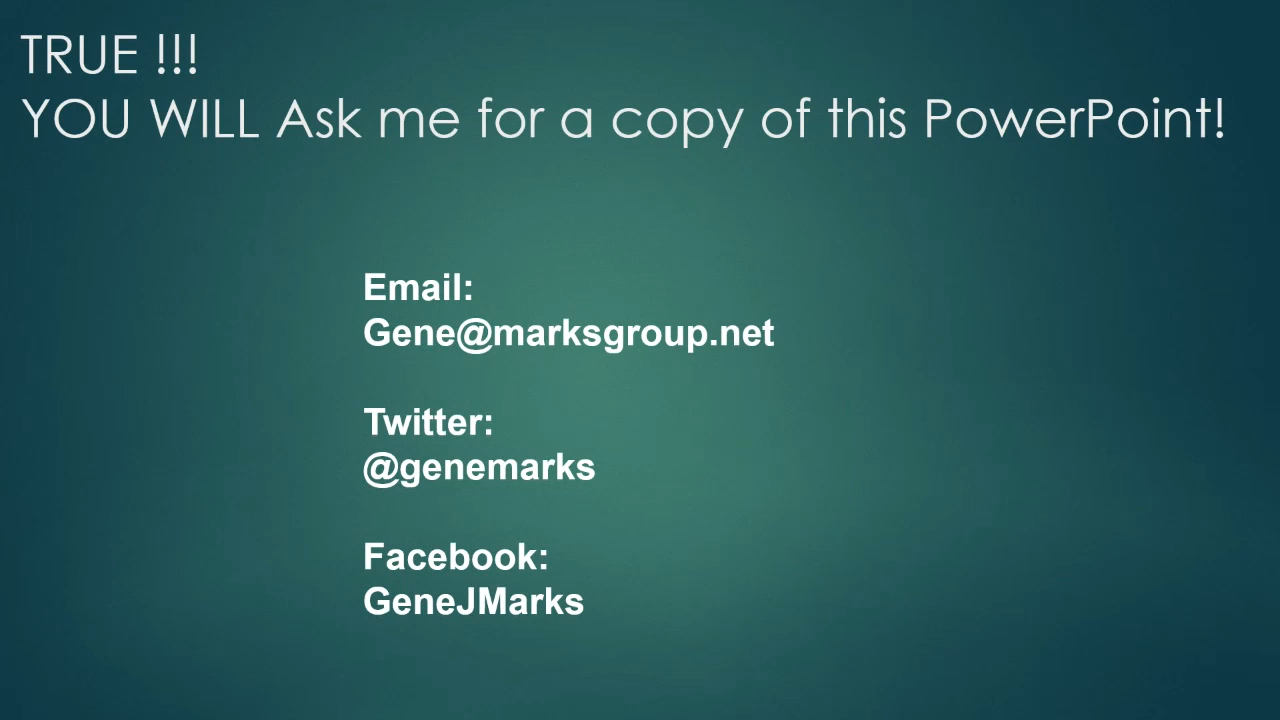 TRUE !!!
YOU WILL Ask me for a copy of this PowerPoint!
Email:
Gene@marksgroup.net
Twitter:
@genemarks
Facebook:
GeneJMarks